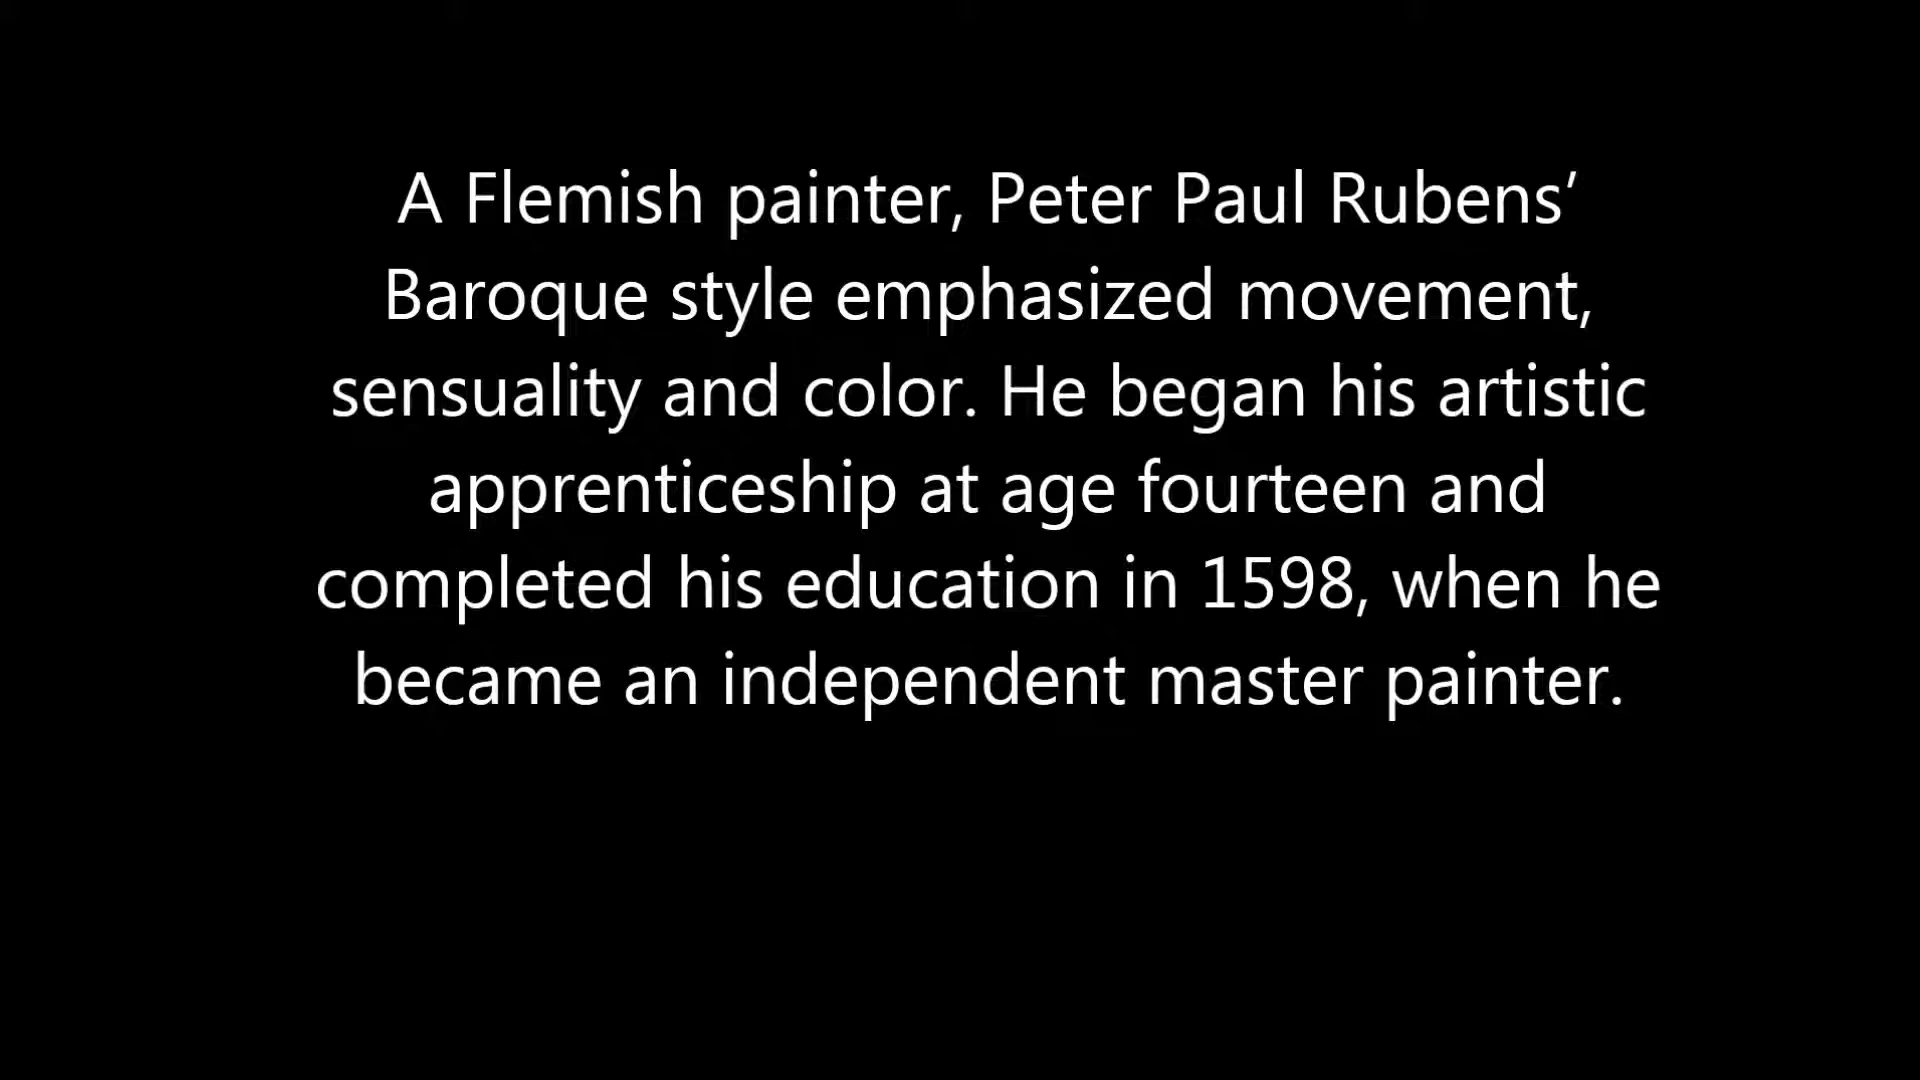 A Flemish painter, Peter Paul Rubens’
Baroque style emphasized movement,
sensuality and color. He began his artistic
apprenticeship at age fourteen and
completed his education in 1598, when he
became an independent master painter.